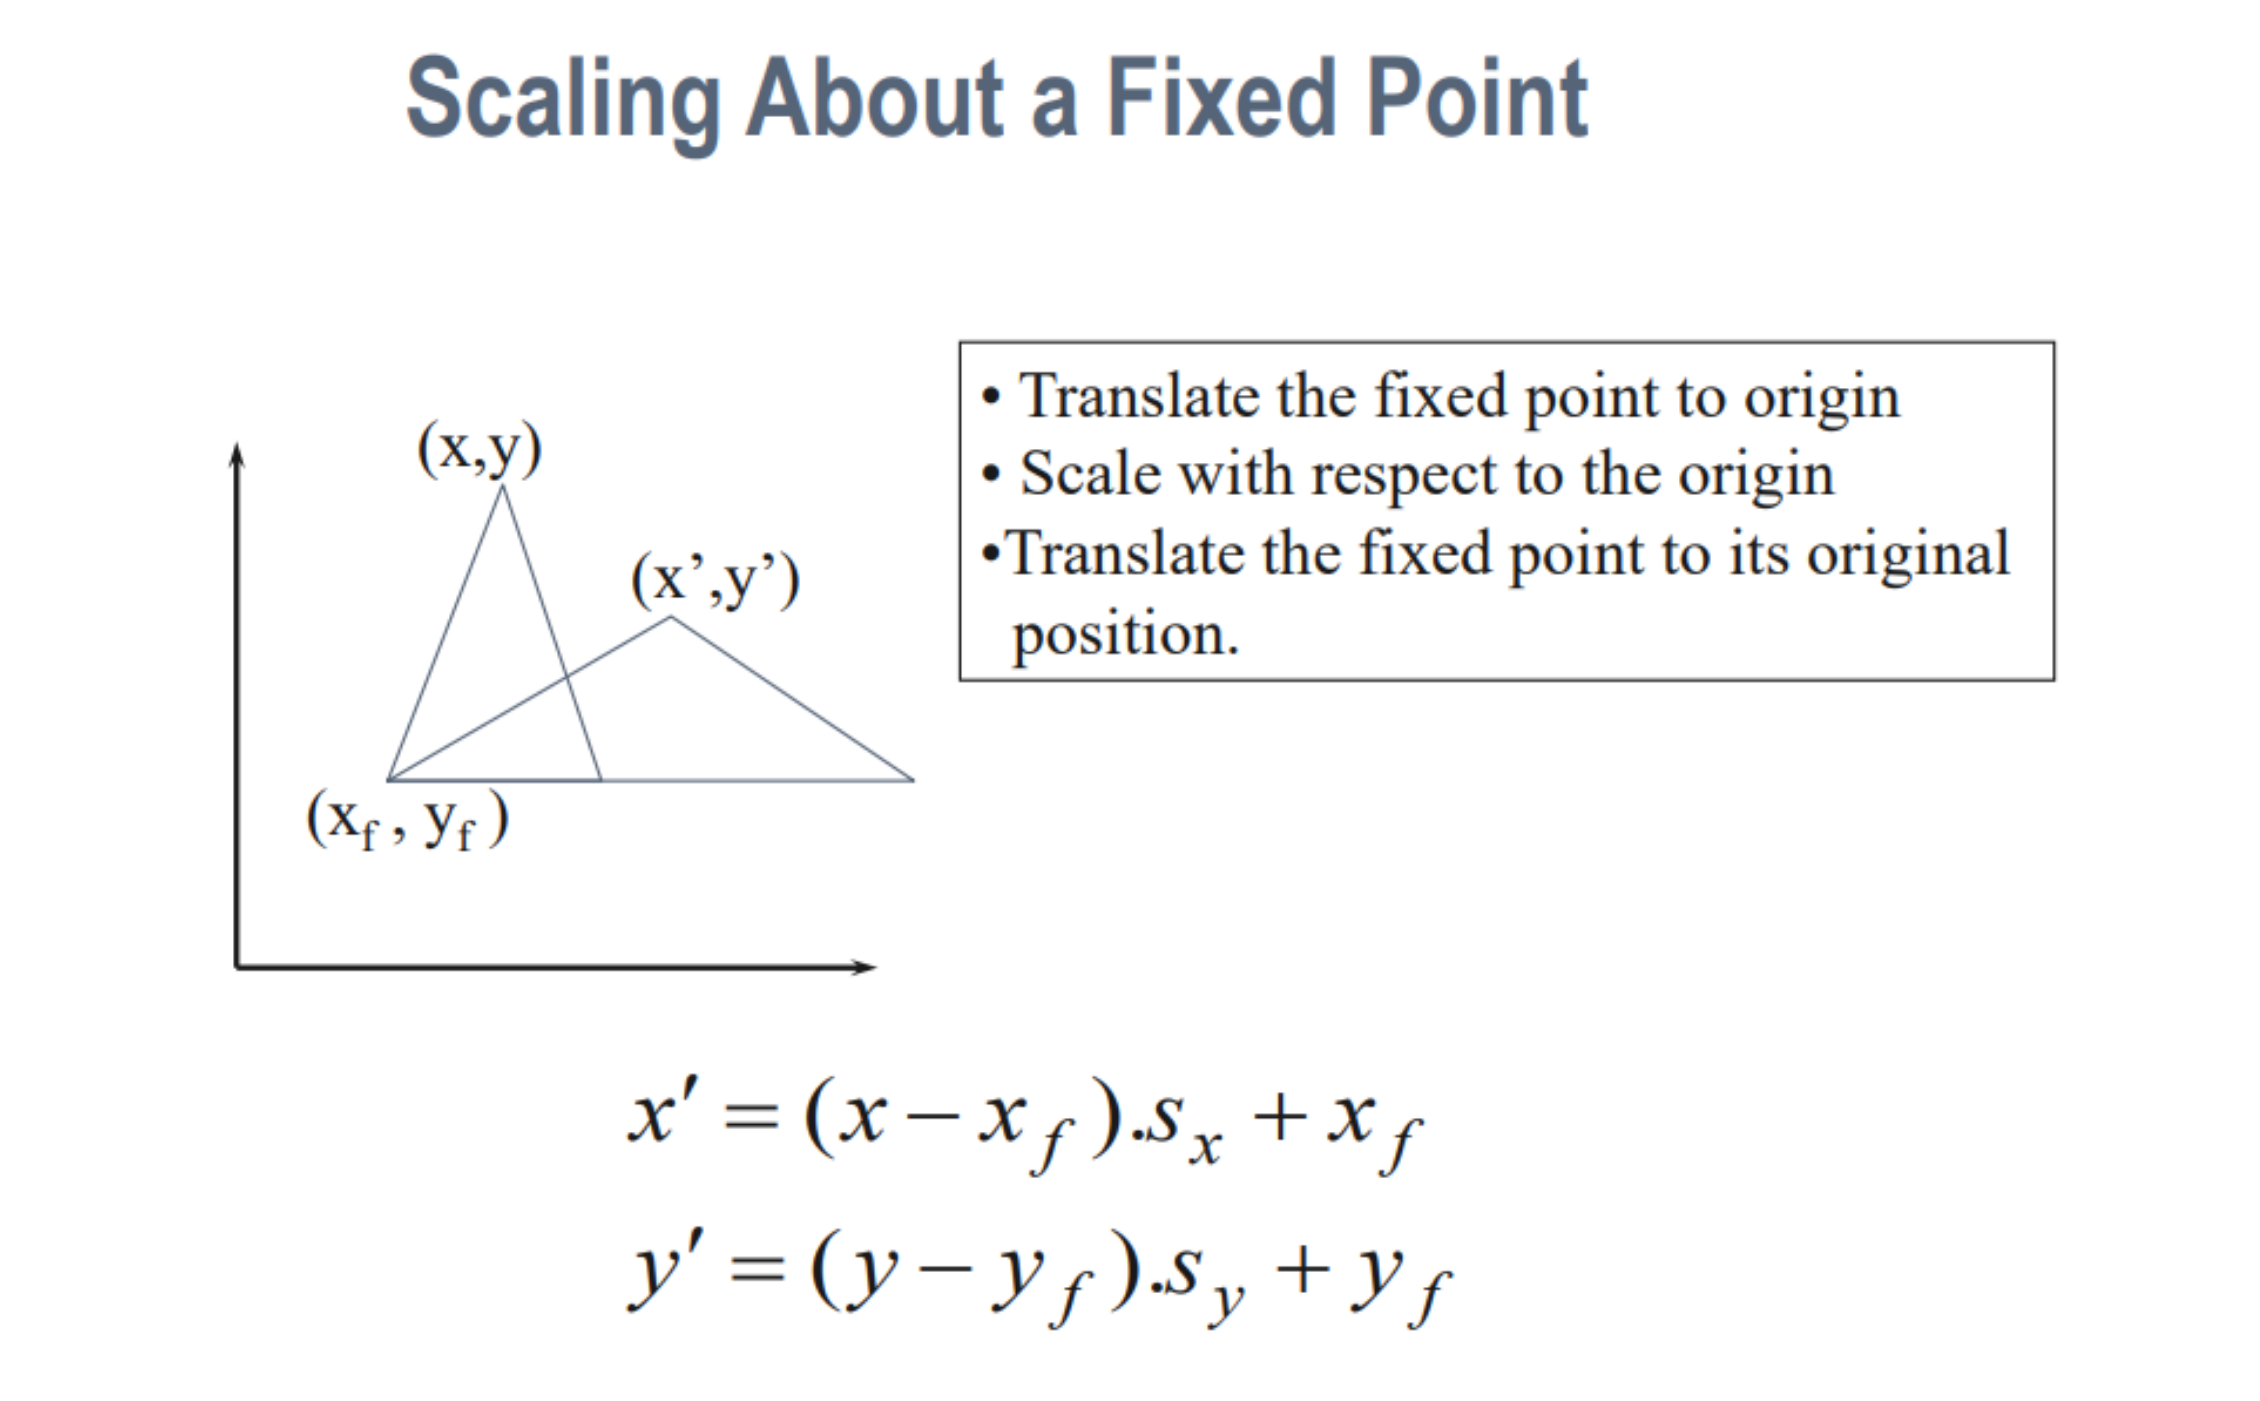 Scaling About a Fixed Point
• Translate the fixed point to origin
• Scale with respect to the origin
•Translate the fixed point to its original
position.
(x,y)
(x’,y’)
(x_f , y_f )
x′ = (x − x_f ).s_x + x_f
y′ = (y − y_f ).s_y + y_f